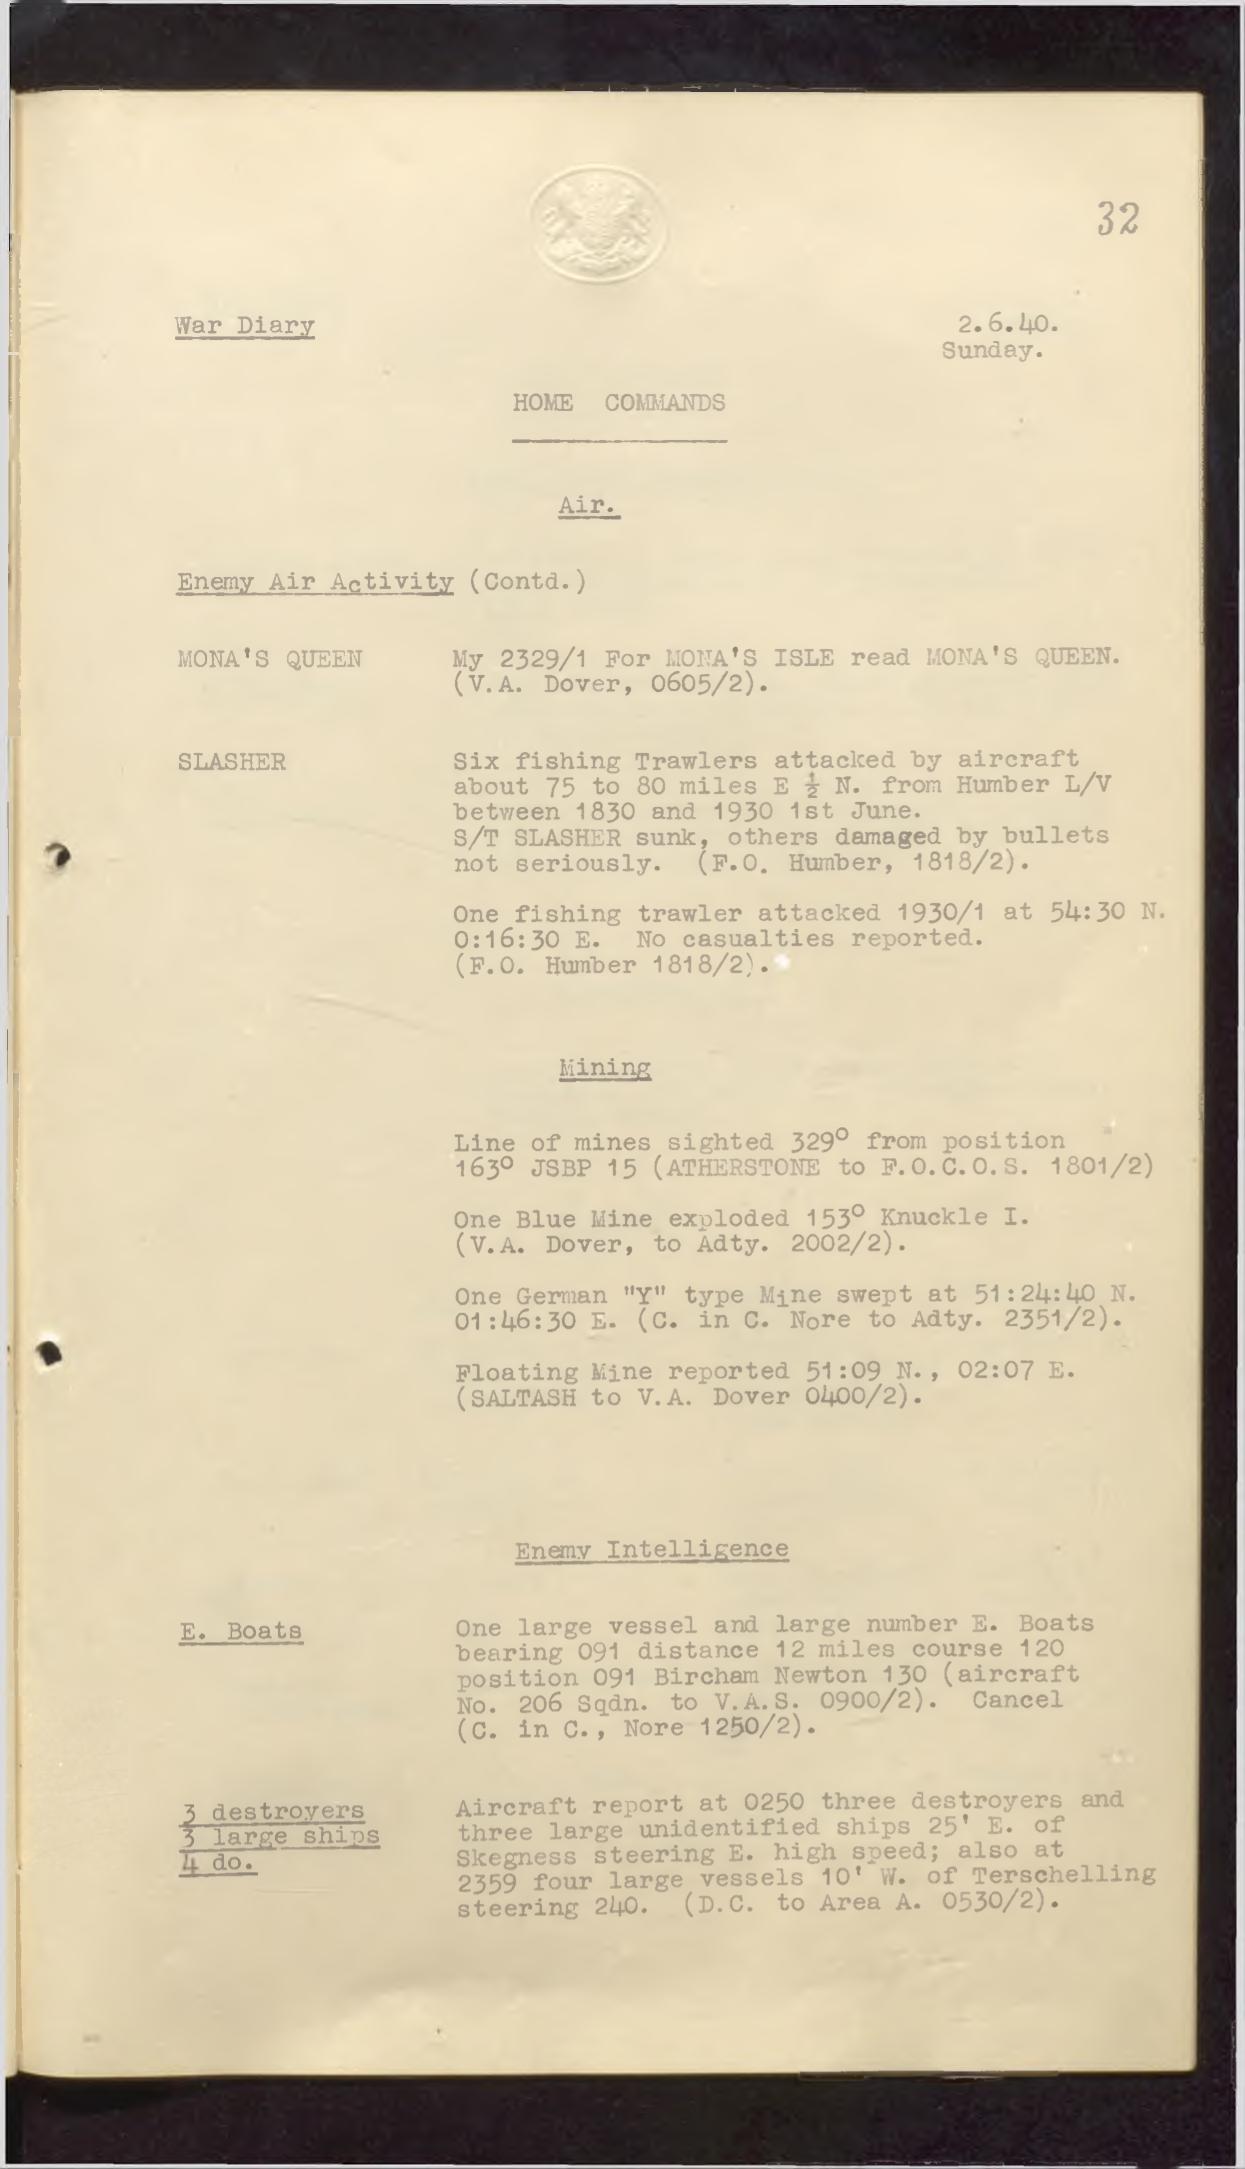 32
War Diary
2.6.40.
Sunday.
HOME COMMANDS
Air.
Enemy Air Activity (Contd.)
MONA'S QUEEN
My 2329/1 For MONA'S ISLE read MONA'S QUEEN.
(V.A. Dover, 0605/2).
SLASHER
Six fishing Trawlers attacked by aircraft
about 75 to 80 miles E ½ N. from Humber L/V
between 1830 and 1930 1st June.
S/T SLASHER sunk, others damaged by bullets
not seriously. (F.O. Humber, 1818/2).
One fishing trawler attacked 1930/1 at 54:30 N.
0:16:30 E. No casualties reported.
(F.O. Humber 1818/2).
Mining
Line of mines sighted 329° from position
163° JSBP 15 (ATHERSTONE to F.O.C.O.S. 1801/2)
One Blue Mine exploded 153° Knuckle I.
(V.A. Dover, to Adty. 2002/2).
One German "Y" type Mine swept at 51:24:40 N.
01:46:30 E. (C. in C. Nore to Adty. 2351/2).
Floating Mine reported 51:09 N., 02:07 E.
(SALTASH to V.A. Dover 0400/2).
Enemy Intelligence
E. Boats
One large vessel and large number E. Boats
bearing 091 distance 12 miles course 120
position 091 Bircham Newton 130 (aircraft
No. 206 Sqdn. to V.A.S. 0900/2). Cancel
(C. in C., Nore 1250/2).
3 destroyers
3 large ships
4 do.
Aircraft report at 0250 three destroyers and
three large unidentified ships 25' E. of
Skegness steering E. high speed; also at
2359 four large vessels 10' W. of Terschelling
steering 240. (D.C. to Area A. 0530/2).